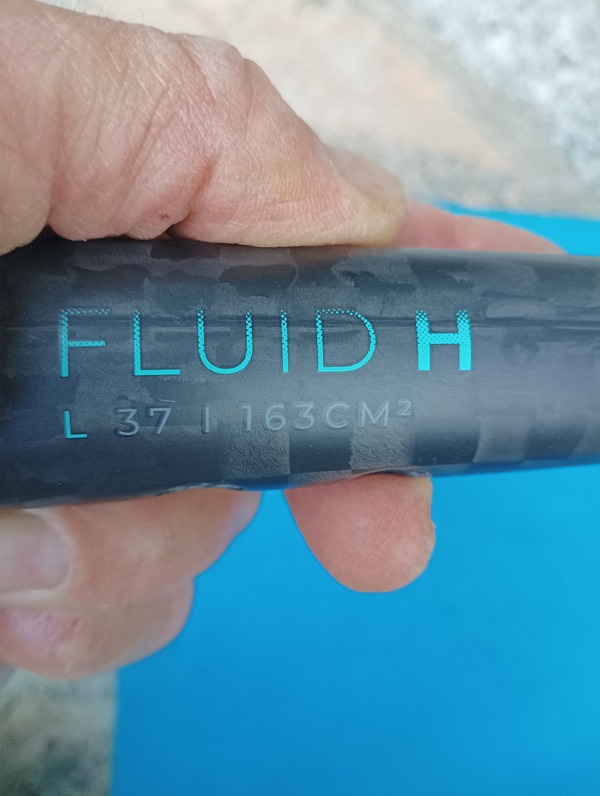 FLUID H
L 37 | 163CM²